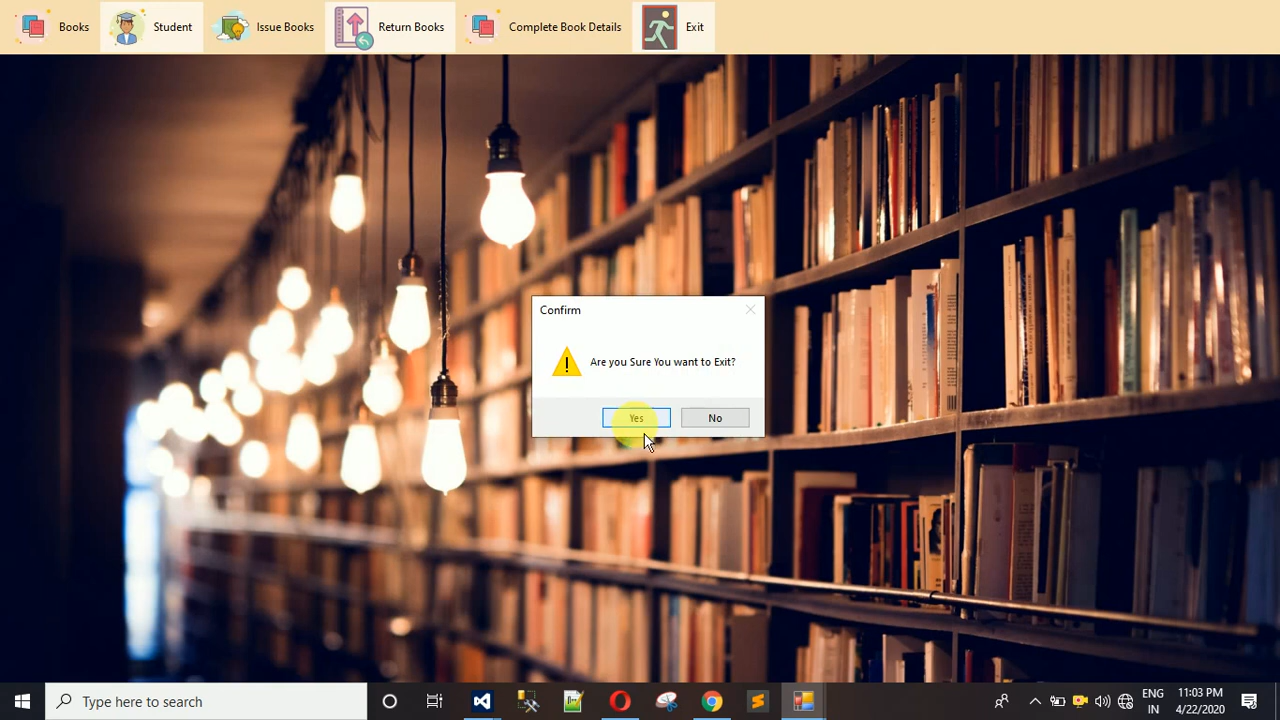 Books
Student
Issue Books
Return Books
Complete Book Details
Exit
Confirm
Are you Sure You want to Exit?
Yes
No
Type here to search
ENG
IN
11:03 PM
4/22/2020